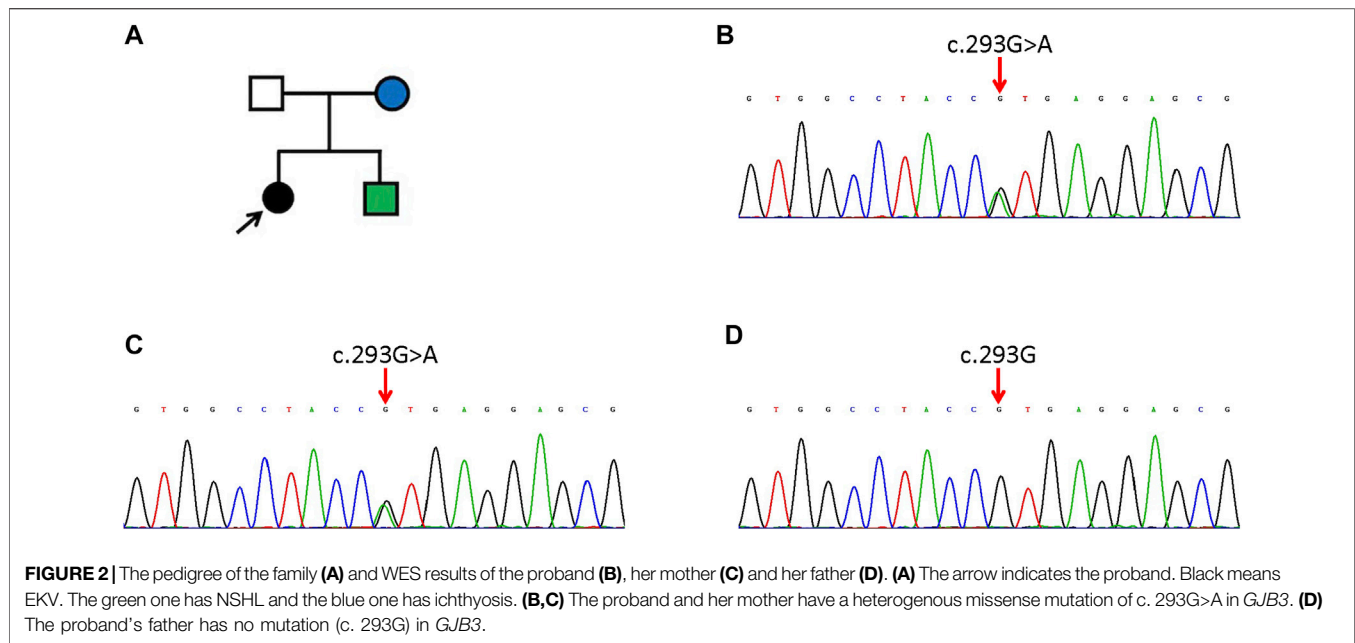 A
B
c.293G>A
G T G G C C T A C C G T G A G G A G C G
C
c.293G>A
G T G G C C T A C C G T G A G G A G C G
D
c.293G
G T G G C C T A C C G T G A G G A G C G
FIGURE 2 | The pedigree of the family (A) and WES results of the proband (B), her mother (C) and her father (D). (A) The arrow indicates the proband. Black means
EKV. The green one has NSHL and the blue one has ichthyosis. (B,C) The proband and her mother have a heterogenous missense mutation of c. 293G>A in GJB3. (D)
The proband's father has no mutation (c. 293G) in GJB3.